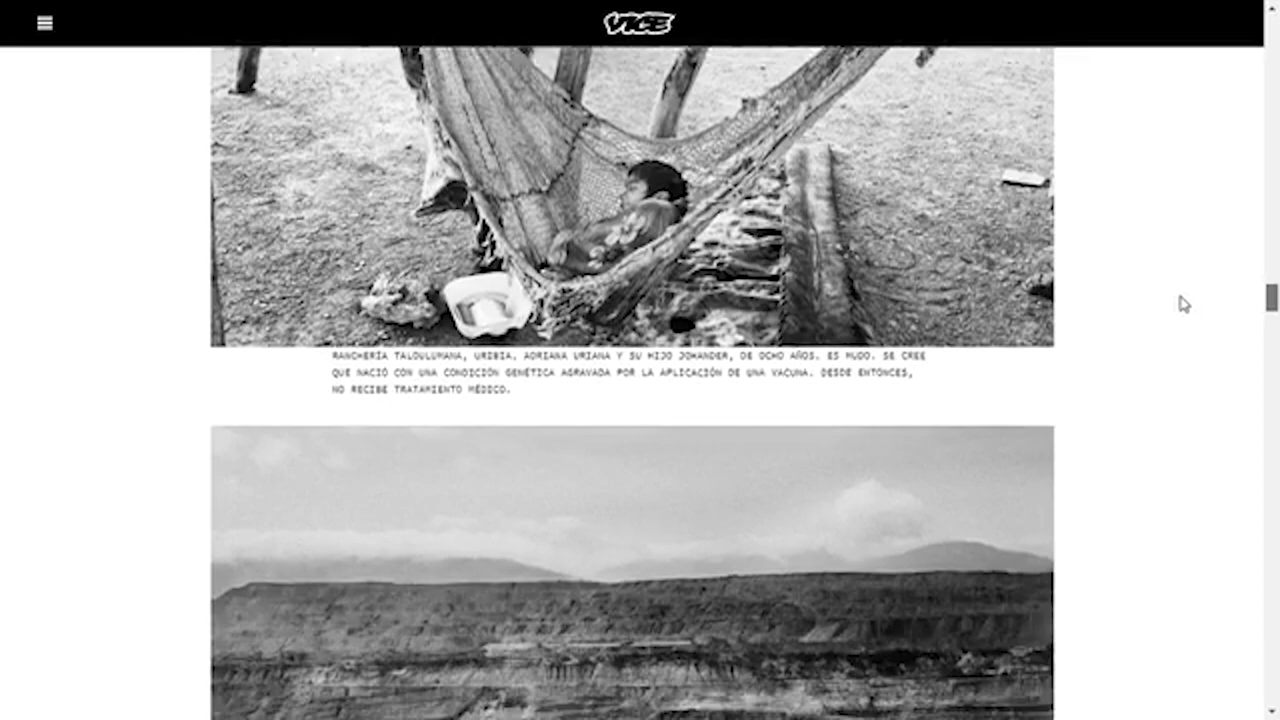 VICE
RANCHERÍA TALOULUMANA, URIBIA. ADRIANA URIANA Y SU HIJO JOHANDER, DE OCHO AÑOS. ES MUDO. SE CREE
QUE NACIÓ CON UNA CONDICIÓN GENÉTICA AGRAVADA POR LA APLICACIÓN DE UNA VACUNA. DESDE ENTONCES,
NO RECIBE TRATAMIENTO MÉDICO.